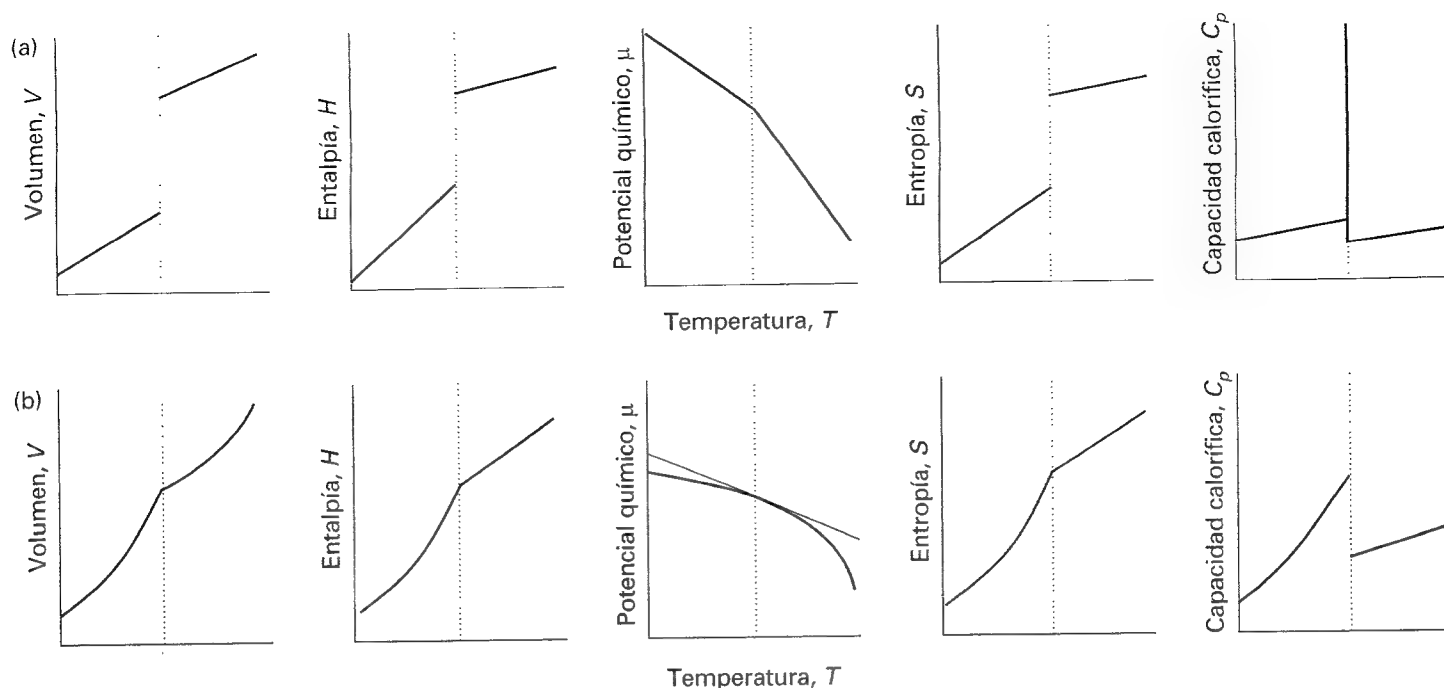 (a)
Volumen, V
Entalpía, H
Potencial químico, μ
Entropía, S
Capacidad calorífica, Cₚ
Temperatura, T
(b)
Volumen, V
Entalpía, H
Potencial químico, μ
Entropía, S
Capacidad calorífica, Cₚ
Temperatura, T